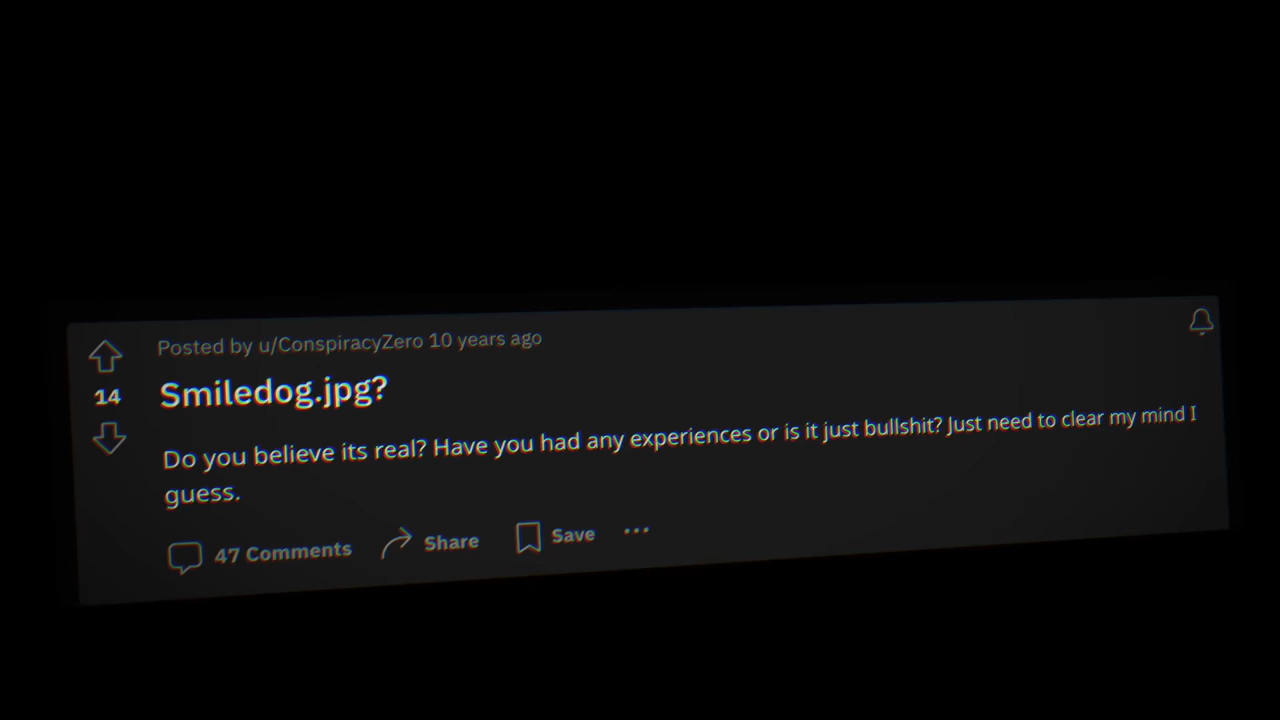 Posted by u/ConspiracyZero 10 years ago
14
Smiledog.jpg?
Do you believe its real? Have you had any experiences or is it just bullshit? Just need to clear my mind I
guess.
47 Comments Share Save ...